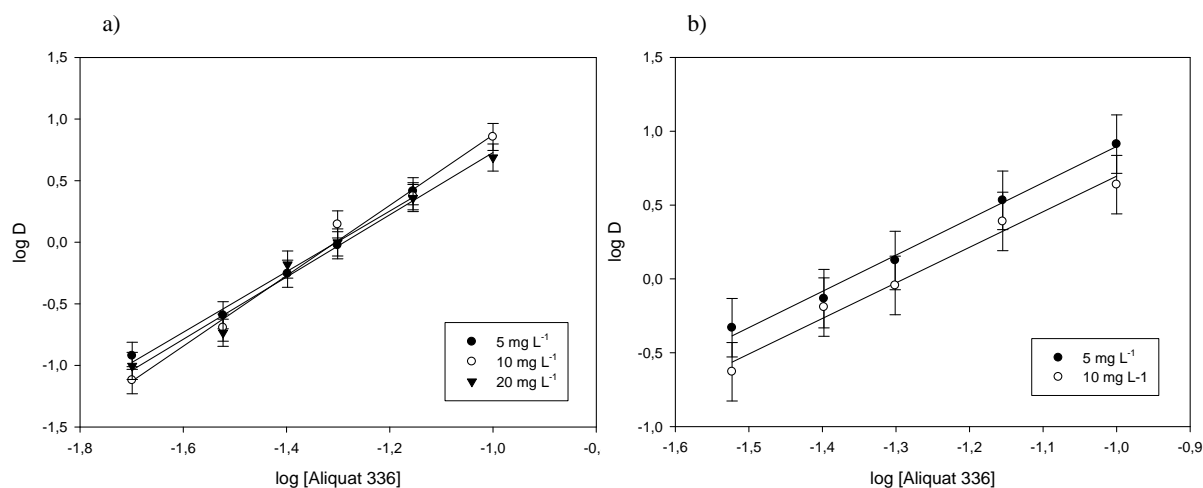 a)
log D
1,5
1,0
0,5
0,0
-0,5
-1,0
-1,5
-1,8
-1,6
-1,4
-1,2
-1,0
-0,
log [Aliquat 336]
5 mg L-1
10 mg L-1
20 mg L-1
b)
log D
1,5
1,0
0,5
0,0
-0,5
-1,0
-1,6
-1,5
-1,4
-1,3
-1,2
-1,1
-1,0
-0,9
log [Aliquat 336]
5 mg L-1
10 mg L-1